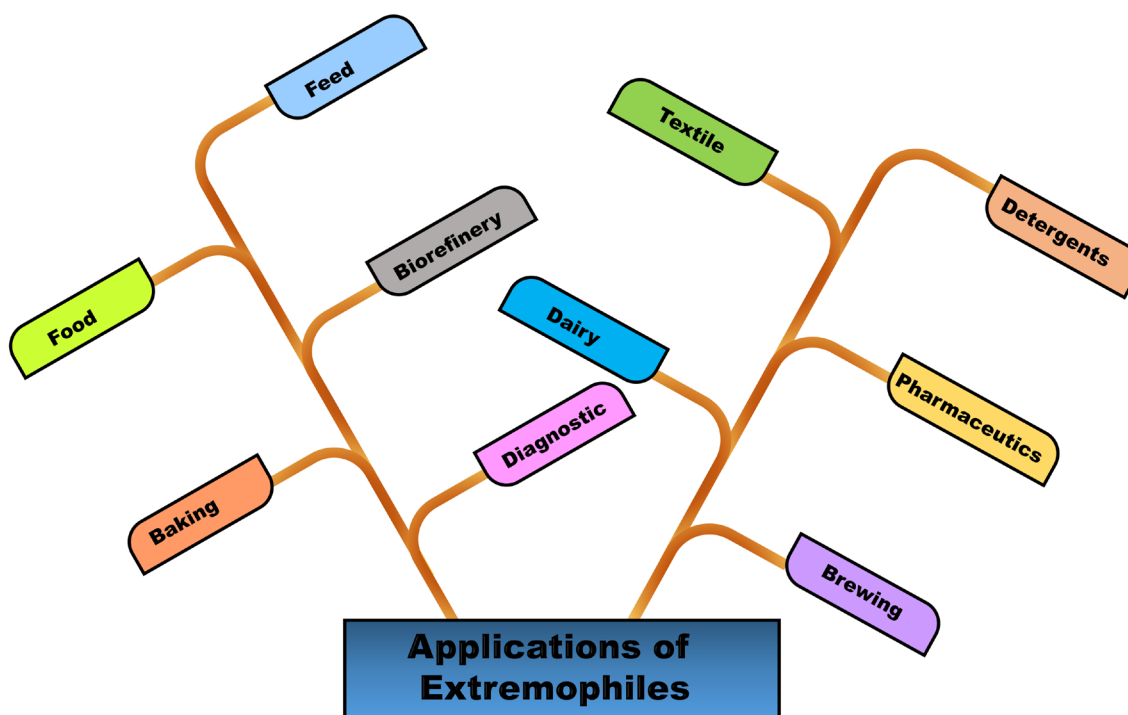 Feed
Textile
Detergents
Biorefinery
Food
Dairy
Pharmaceutics
Diagnostic
Baking
Brewing
Applications of
Extremophiles